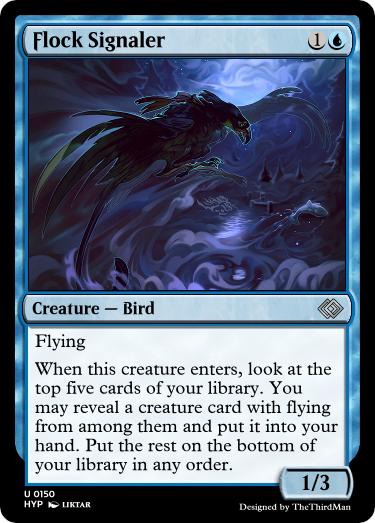 Flock Signaler 1
Creature — Bird
Flying
When this creature enters, look at the
top five cards of your library. You
may reveal a creature card with flying
from among them and put it into your
hand. Put the rest on the bottom of
your library in any order.
1/3
U 0150
HYP LIKTAR
Designed by TheThirdMan